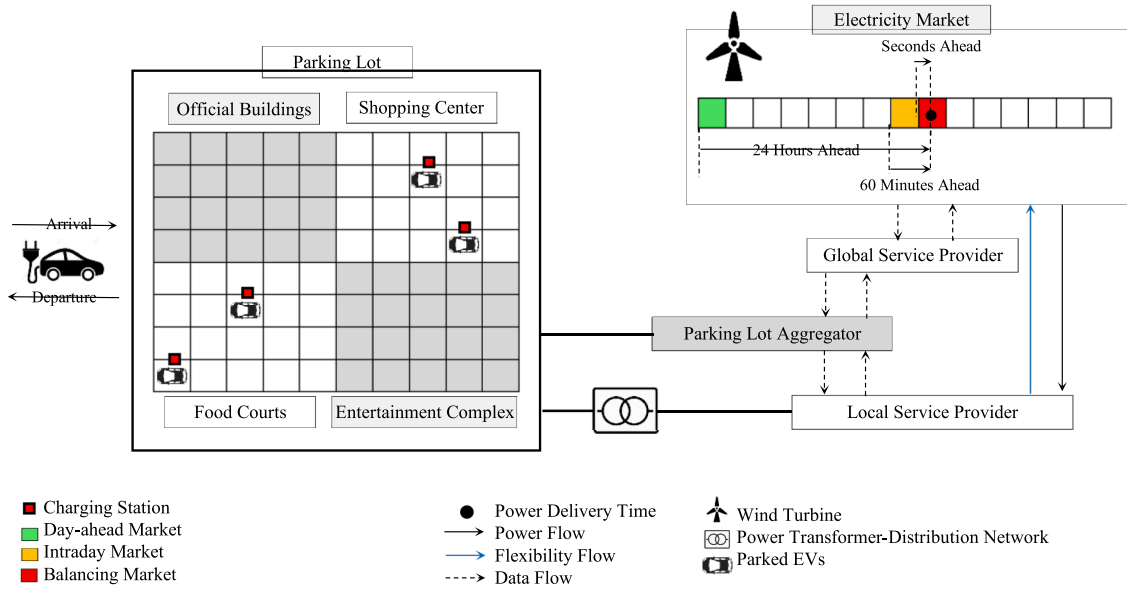 Electricity Market
Seconds Ahead
Parking Lot
Official Buildings
Shopping Center
24 Hours Ahead
60 Minutes Ahead
Arrival
Departure
Global Service Provider
Parking Lot Aggregator
Food Courts
Entertainment Complex
Local Service Provider
Charging Station
Day-ahead Market
Intraday Market
Balancing Market
Power Delivery Time
Power Flow
Flexibility Flow
Data Flow
Wind Turbine
Power Transformer-Distribution Network
Parked EVs